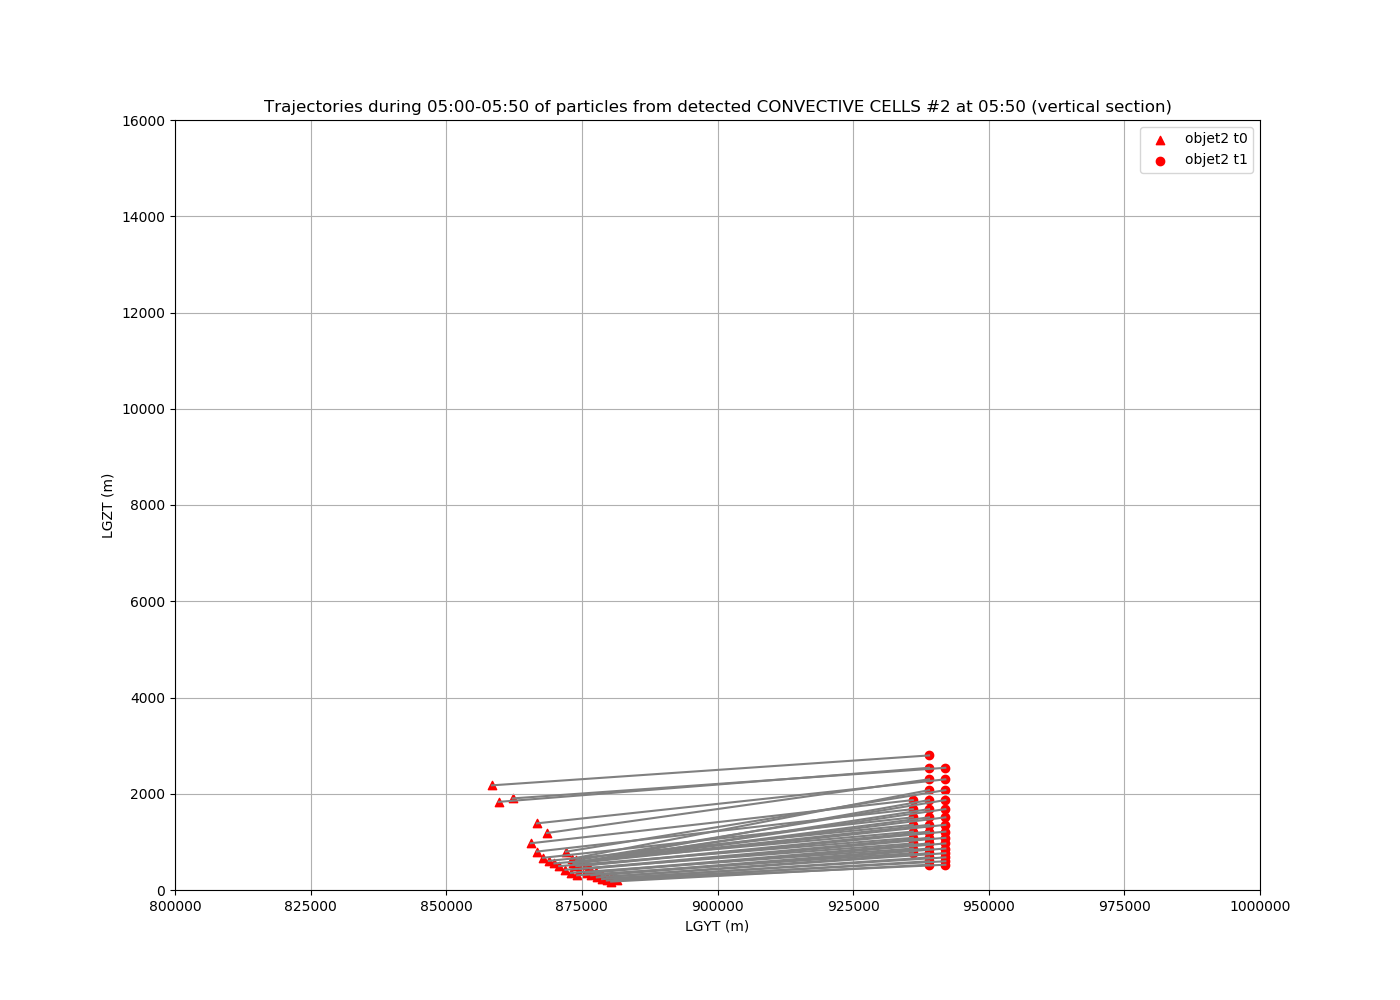 Trajectories during 05:00-05:50 of particles from detected CONVECTIVE CELLS #2 at 05:50 (vertical section)
objet2 t0
objet2 t1
16000
14000
12000
10000
8000
6000
4000
2000
0
LGZT (m)
800000 825000 850000 875000 900000 925000 950000 975000 1000000
LGYT (m)